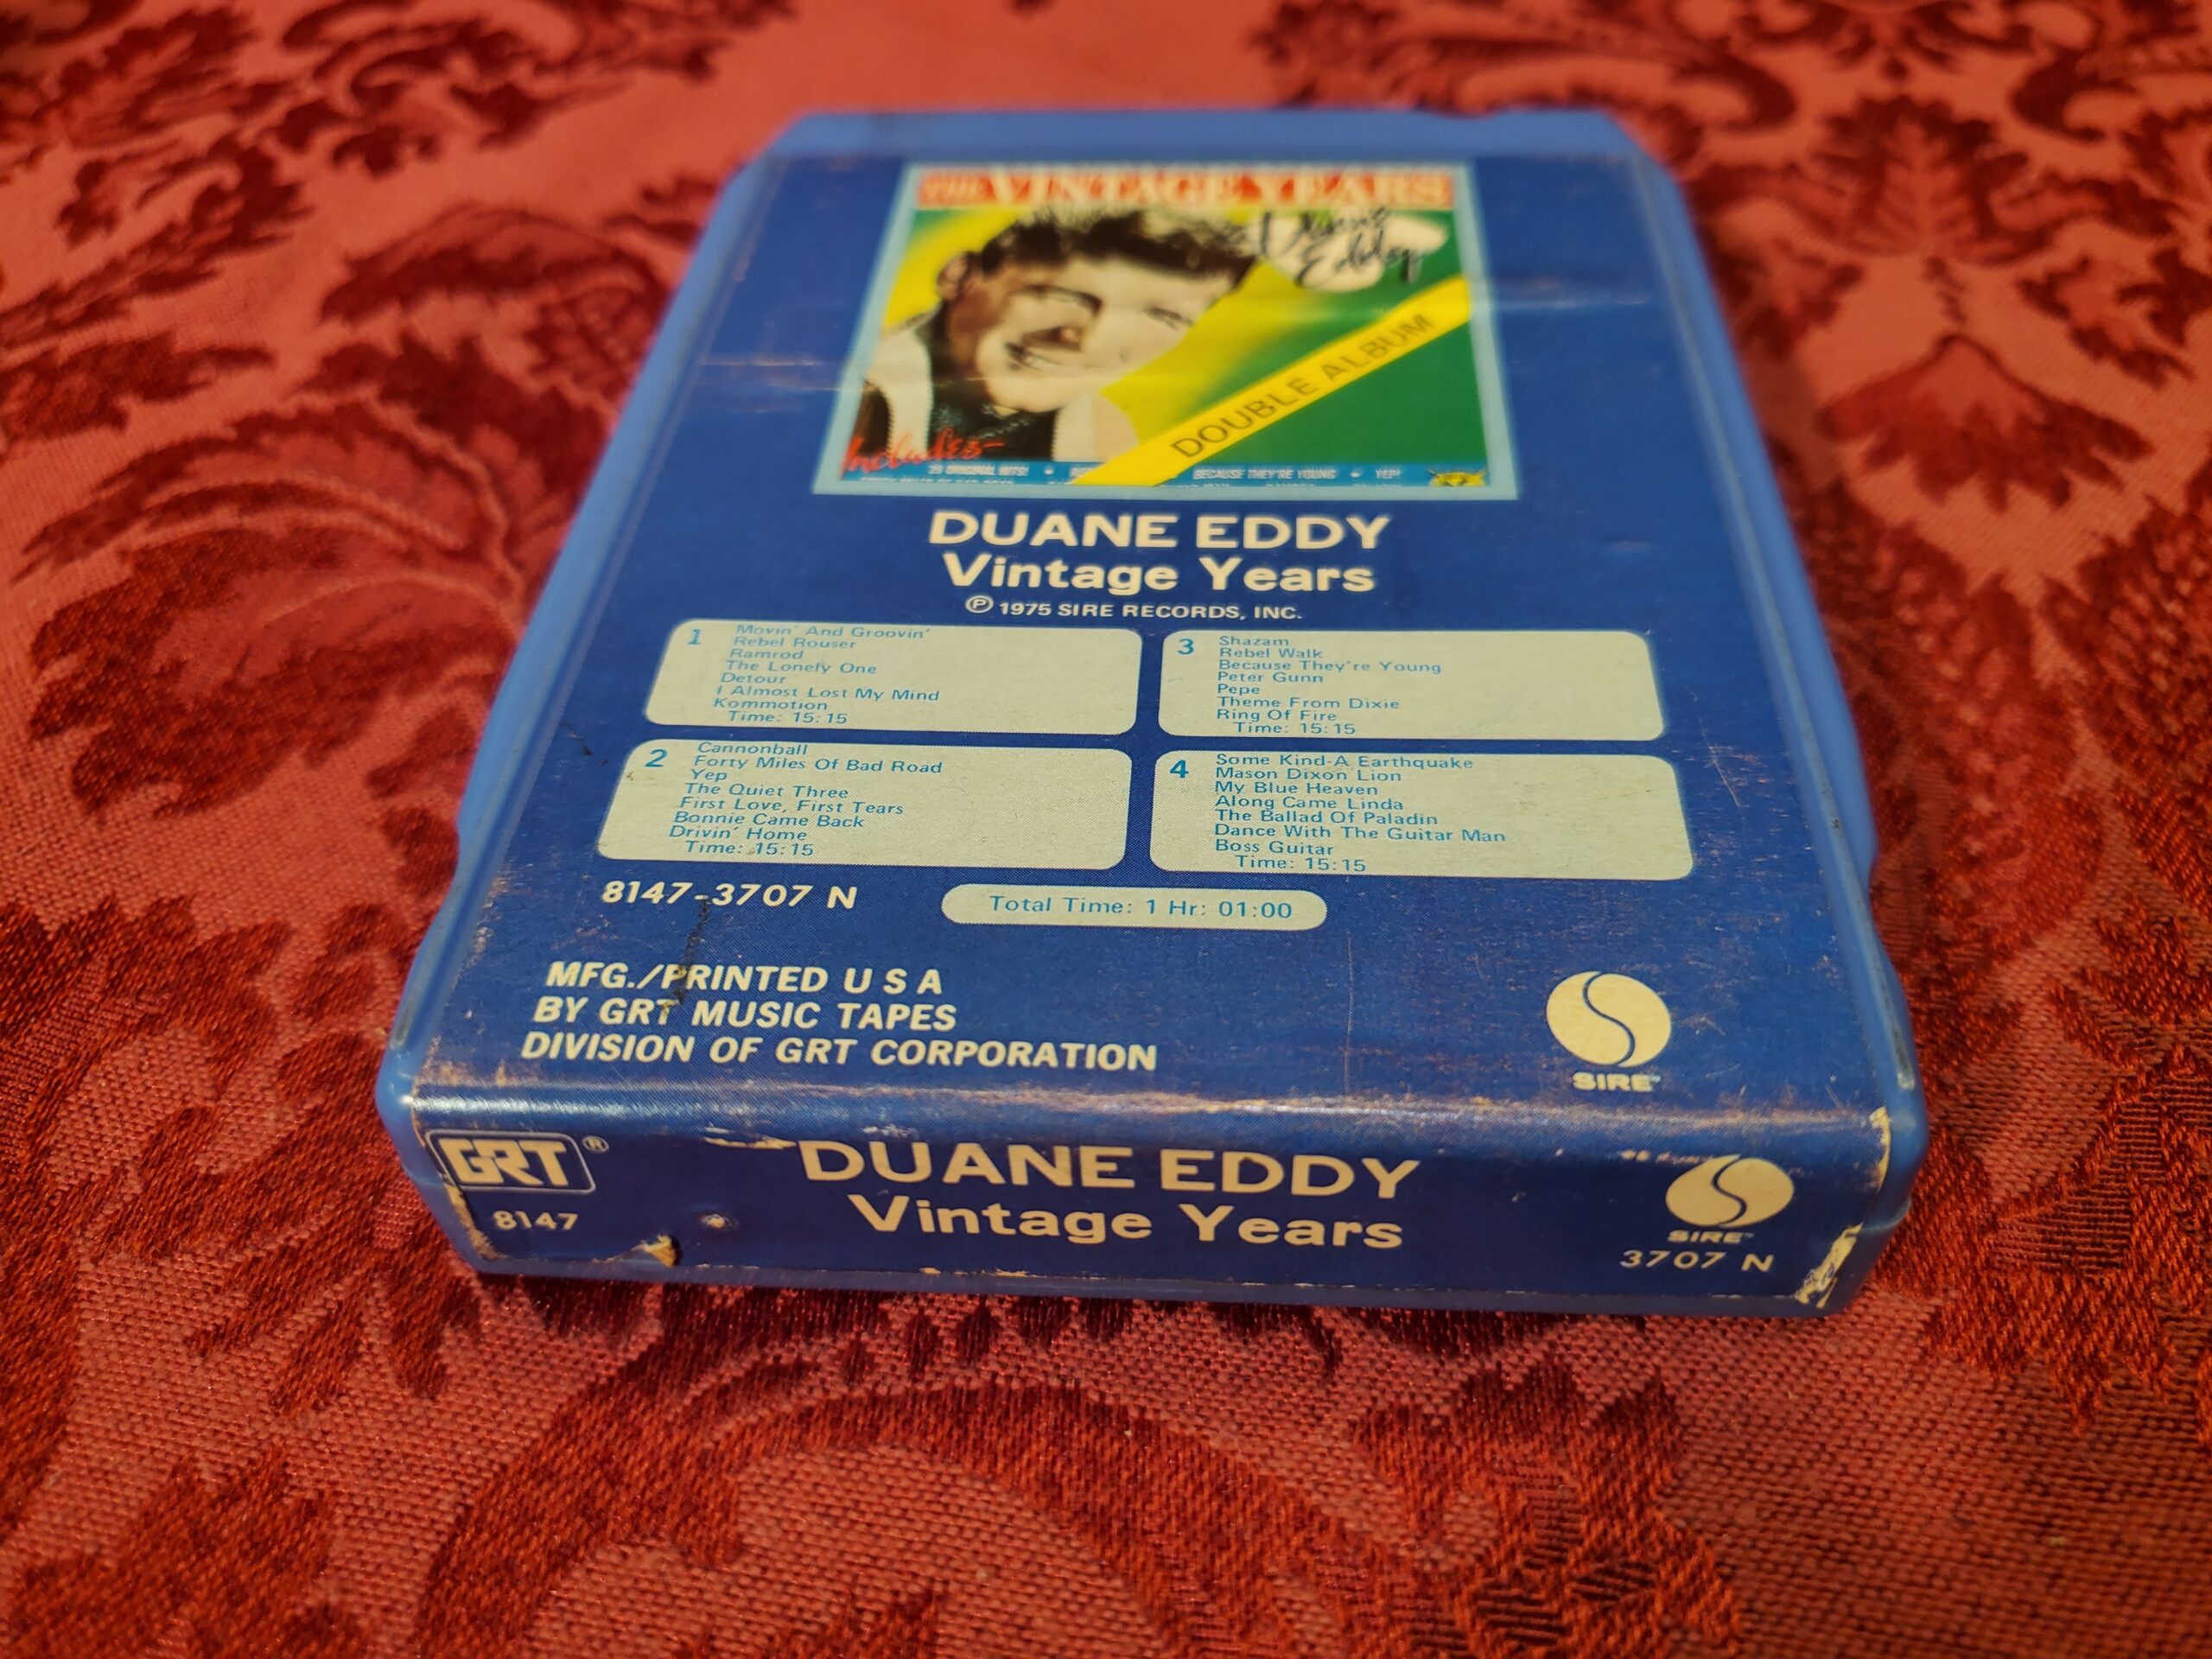 THE VINTAGE YEARS
Duane
Eddy
DOUBLE ALBUM
Includes-
BECAUSE THEY'RE YOUNG • YEP!
DUANE EDDY
Vintage Years
Ⓟ 1975 SIRE RECORDS, INC.
1
Movin' And Groovin'
Rebel Rouser
Ramrod
The Lonely One
Detour
I Almost Lost My Mind
Kommotion
Time: 15:15
2
Cannonball
Forty Miles Of Bad Road
Yep
The Quiet Three
First Love, First Tears
Bonnie Came Back
Drivin' Home
Time: 15:15
3
Shazam
Rebel Walk
Because They're Young
Peter Gunn
Pepe
Theme From Dixie
Ring Of Fire
Time: 15:15
4
Some Kind-A Earthquake
Mason Dixon Lion
My Blue Heaven
Along Came Linda
The Ballad Of Paladin
Dance With The Guitar Man
Boss Guitar
Time: 15:15
8147-3707 N
Total Time: 1 Hr: 01:00
MFG./PRINTED U S A
BY GRT MUSIC TAPES
DIVISION OF GRT CORPORATION
SIRE™
GRT®
8147
DUANE EDDY
Vintage Years
SIRE™
3707 N